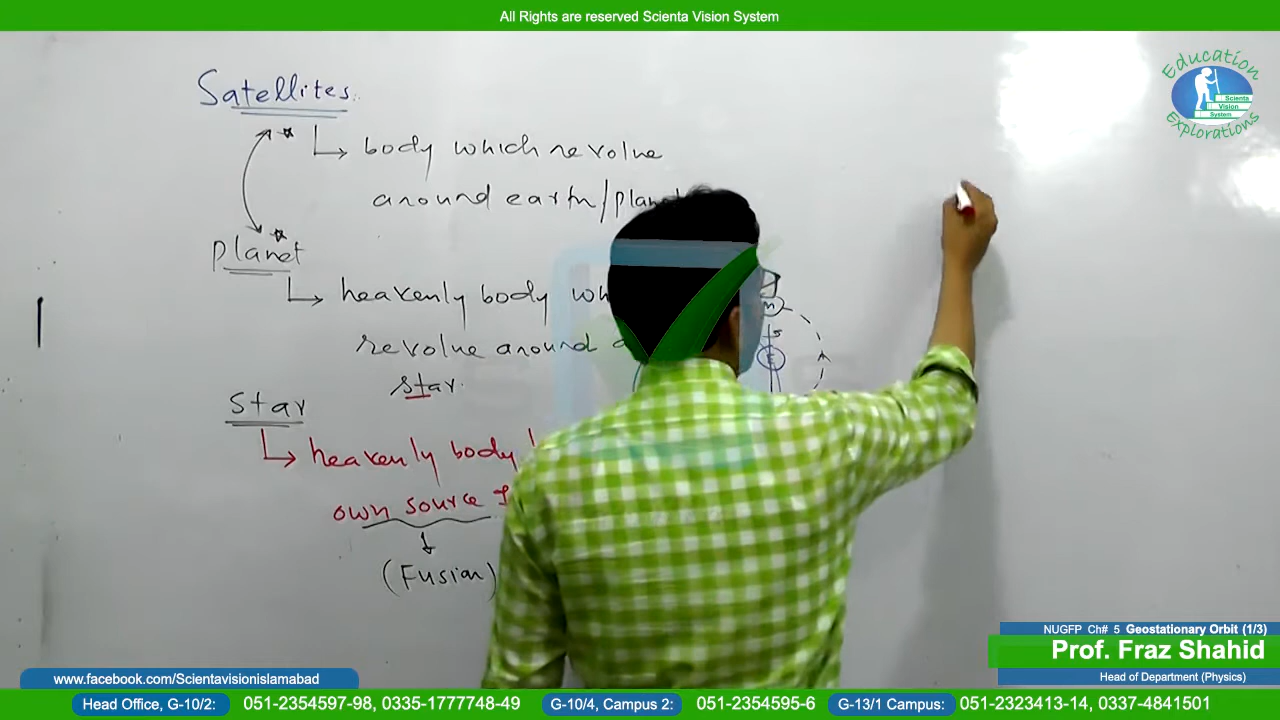 All Rights are reserved Scienta Vision System
Education
Scienta
Vision
System
Explorations
Satellites
body which revolve
around earth/plan
planet
heavenly body wh
revolve around a
star.
star
heavenly body
own source
(Fusion)
m
E
NUGFP Ch# 5 Geostationary Orbit (1/3)
Prof. Fraz Shahid
Head of Department (Physics)
www.facebook.com/Scientavisionislamabad
Head Office, G-10/2: 051-2354597-98, 0335-1777748-49 G-10/4, Campus 2: 051-2354595-6 G-13/1 Campus: 051-2323413-14, 0337-4841501